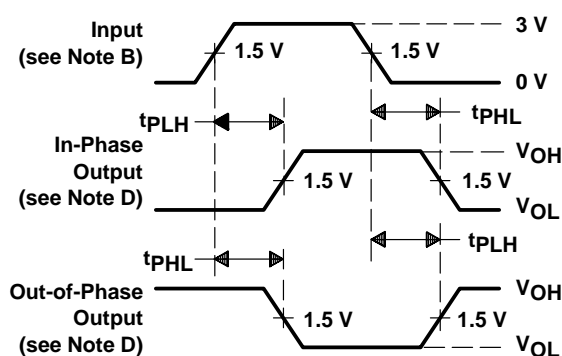 Input
(see Note B)
1.5 V
1.5 V
3 V
0 V
tPLH
tPHL
In-Phase
Output
(see Note D)
1.5 V
1.5 V
VOH
VOL
tPHL
tPLH
Out-of-Phase
Output
(see Note D)
1.5 V
1.5 V
VOH
VOL